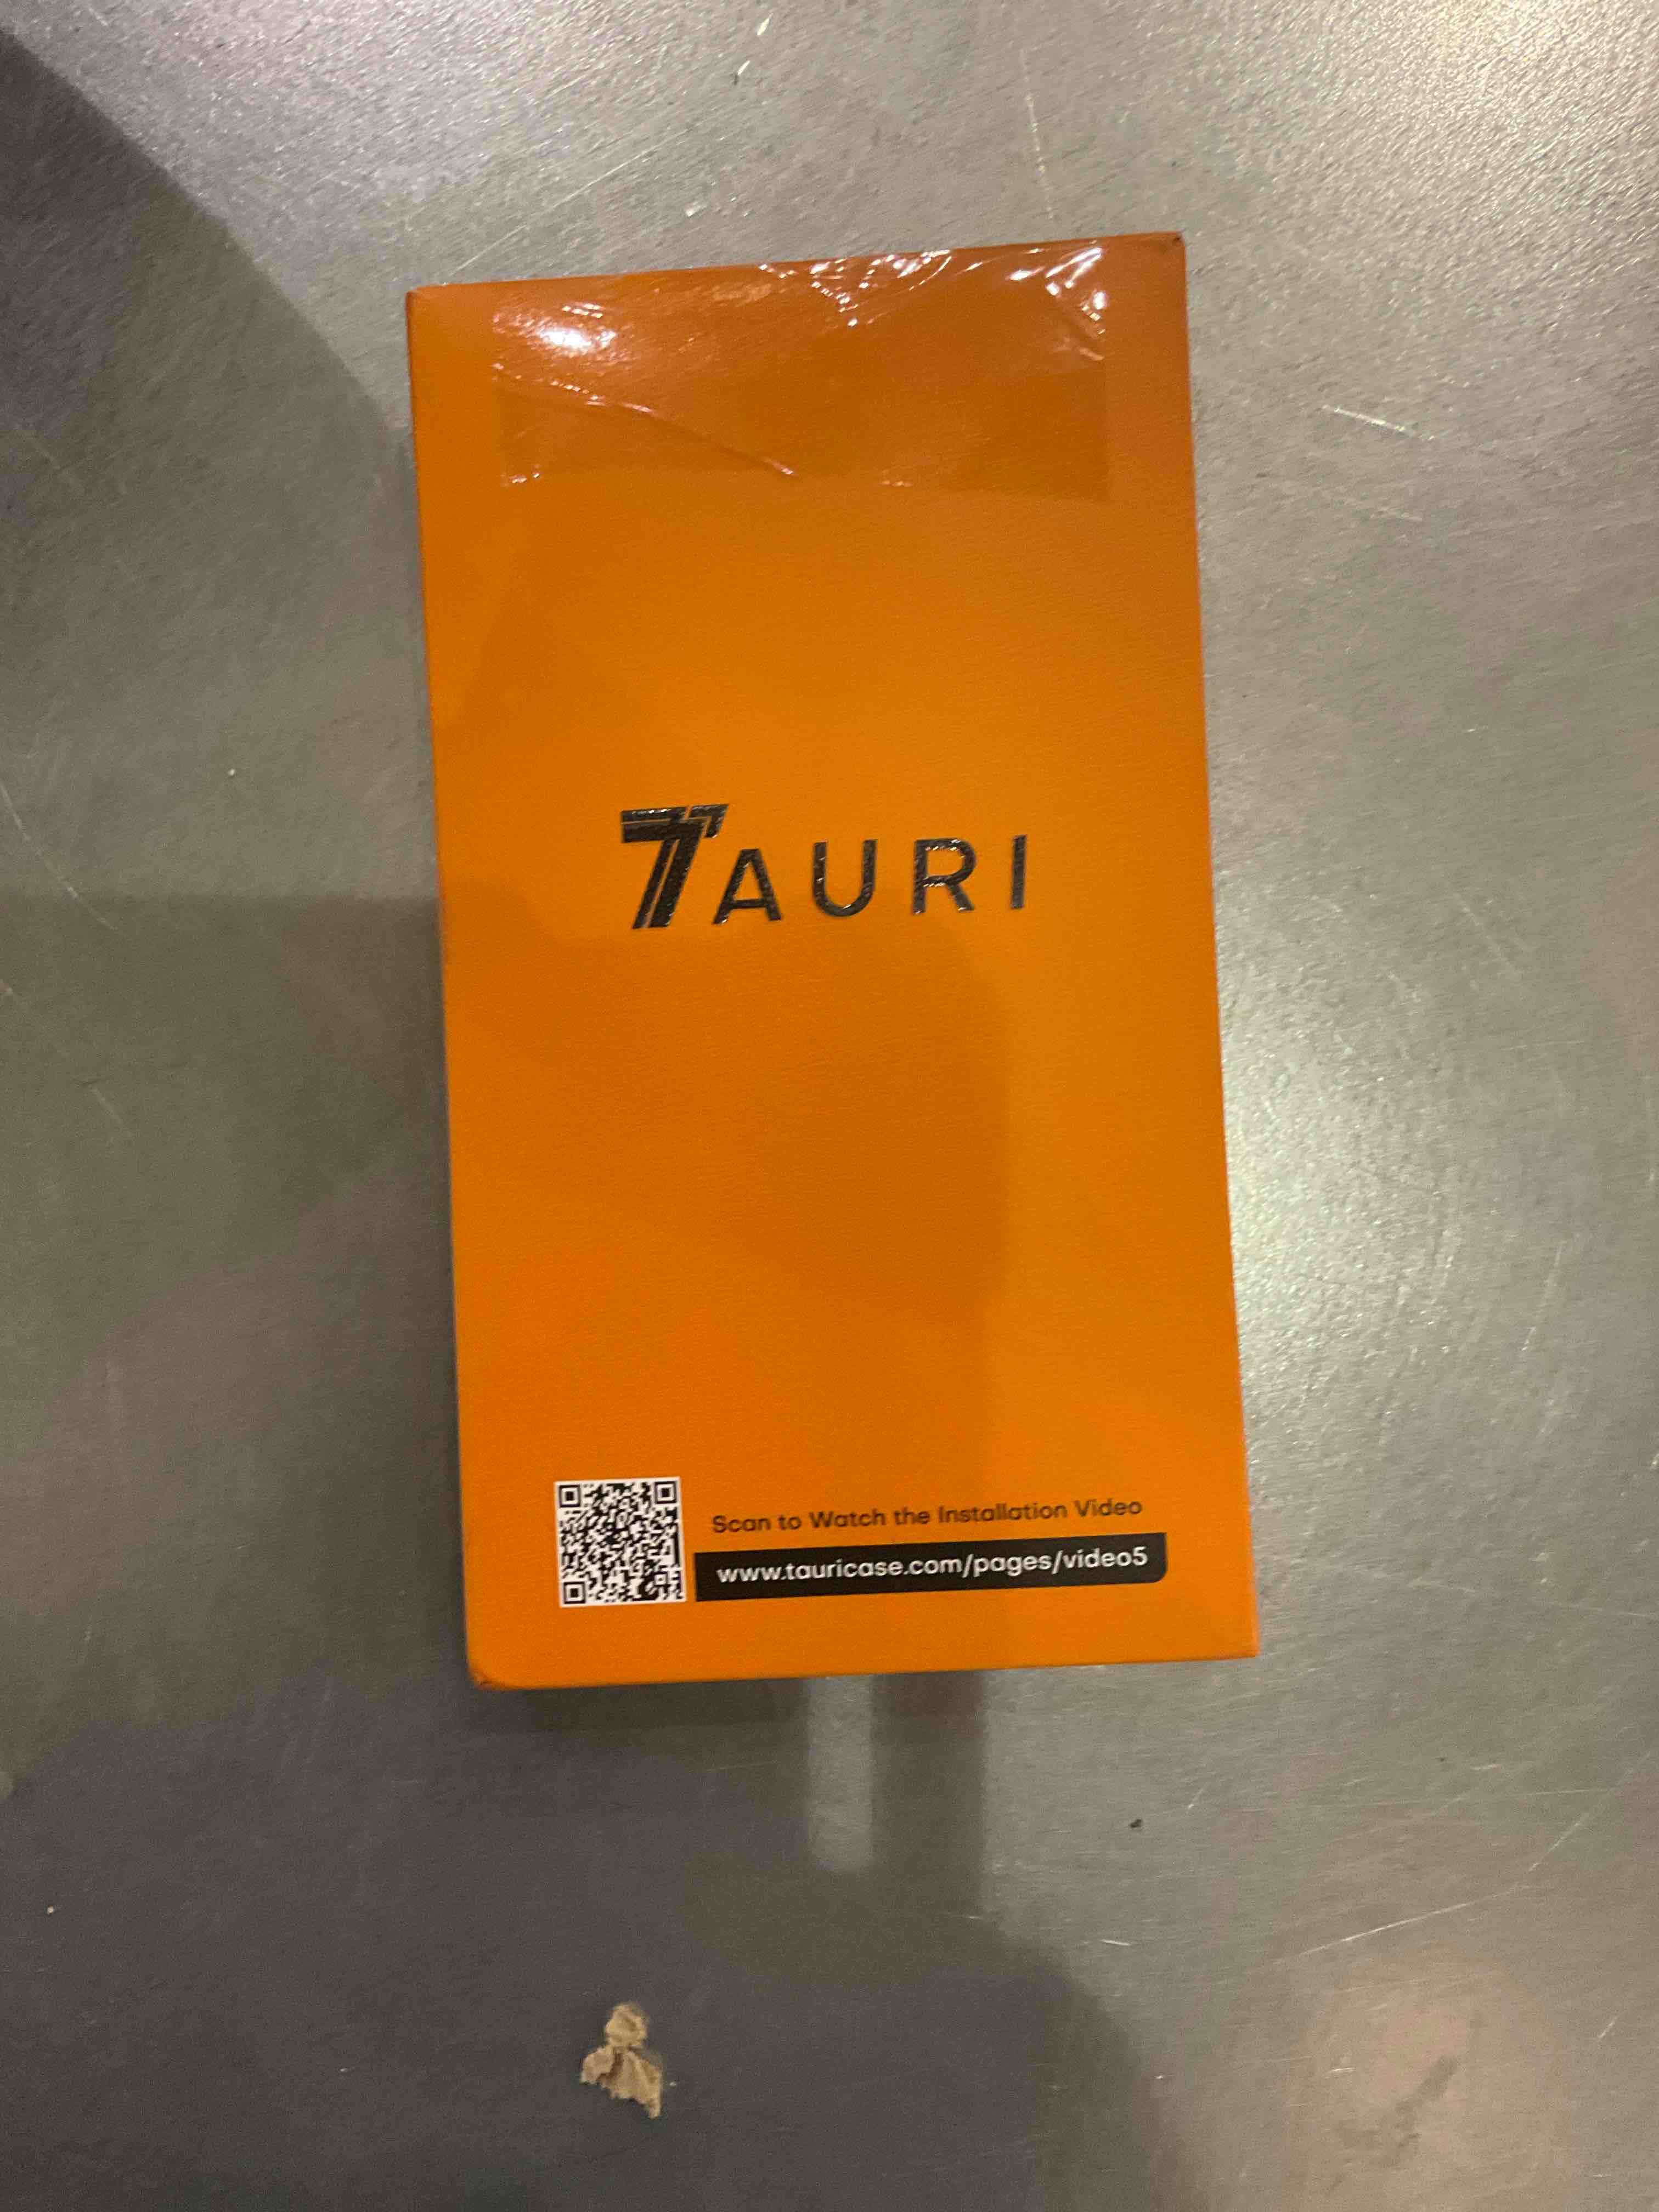 TAURI
Scan to Watch the Installation Video
www.tauricase.com/pages/video5